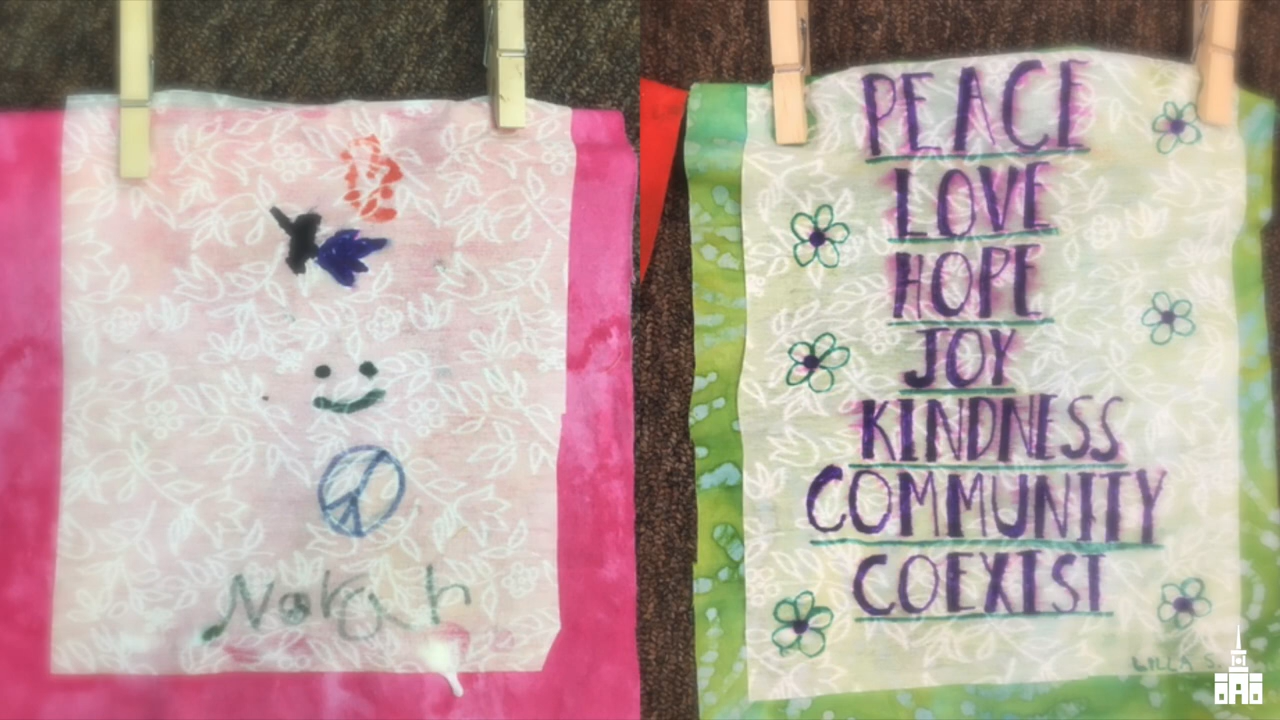 Norah
PEACE
LOVE
HOPE
JOY
KINDNESS
COMMUNITY
COEXIST
LILLA S.